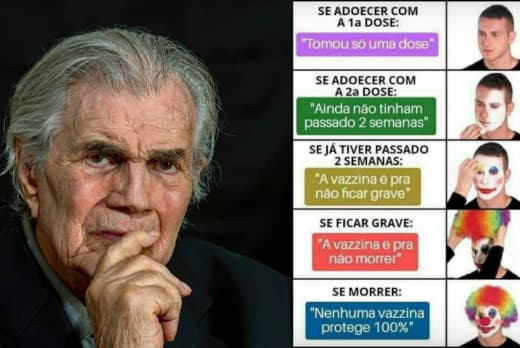 SE ADOECER COM
A 1a DOSE:
"Tomou só uma dose"
SE ADOECER COM
A 2a DOSE:
"Ainda não tinham
passado 2 semanas"
SE JÁ TIVER PASSADO
2 SEMANAS:
"A vazzina é pra
não ficar grave"
SE FICAR GRAVE:
"A vazzina e pra
não morrer"
SE MORRER:
"Nenhuma vazzina
protege 100%"